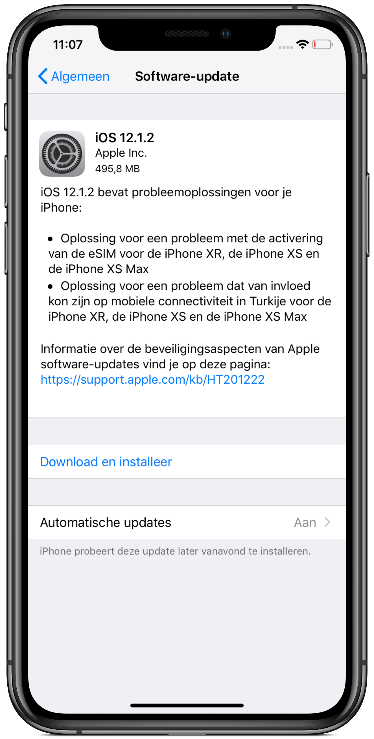 11:07
Algemeen
Software-update
iOS 12.1.2
Apple Inc.
495,8 MB
iOS 12.1.2 bevat probleemoplossingen voor je
iPhone:
• Oplossing voor een probleem met de activering
van de eSIM voor de iPhone XR, de iPhone XS en
de iPhone XS Max
• Oplossing voor een probleem dat van invloed
kon zijn op mobiele connectiviteit in Turkije voor de
iPhone XR, de iPhone XS en de iPhone XS Max
Informatie over de beveiligingsaspecten van Apple
software-updates vind je op deze pagina:
https://support.apple.com/kb/HT201222
Download en installeer
Automatische updates
Aan
iPhone probeert deze update later vanavond te installeren.